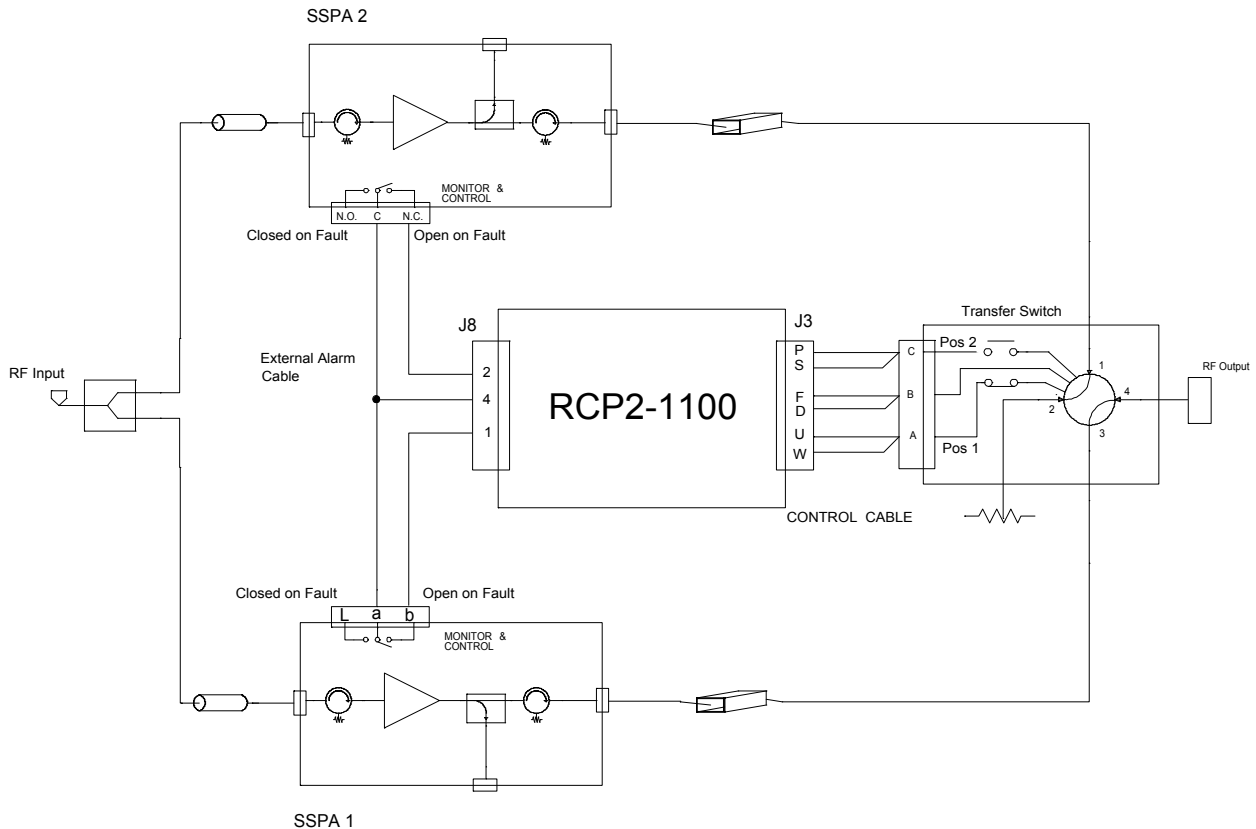 SSPA 2
MONITOR &
CONTROL
N.O. C N.C.
Closed on Fault Open on Fault
J8
J3
Transfer Switch
External Alarm
Cable
RF Input
2
4
1
RCP2-1100
P
S
F
D
U
W
C
B
A
Pos 2
Pos 1
1
2
3
4
RF Output
CONTROL CABLE
Closed on Fault Open on Fault
L a b
MONITOR &
CONTROL
SSPA 1